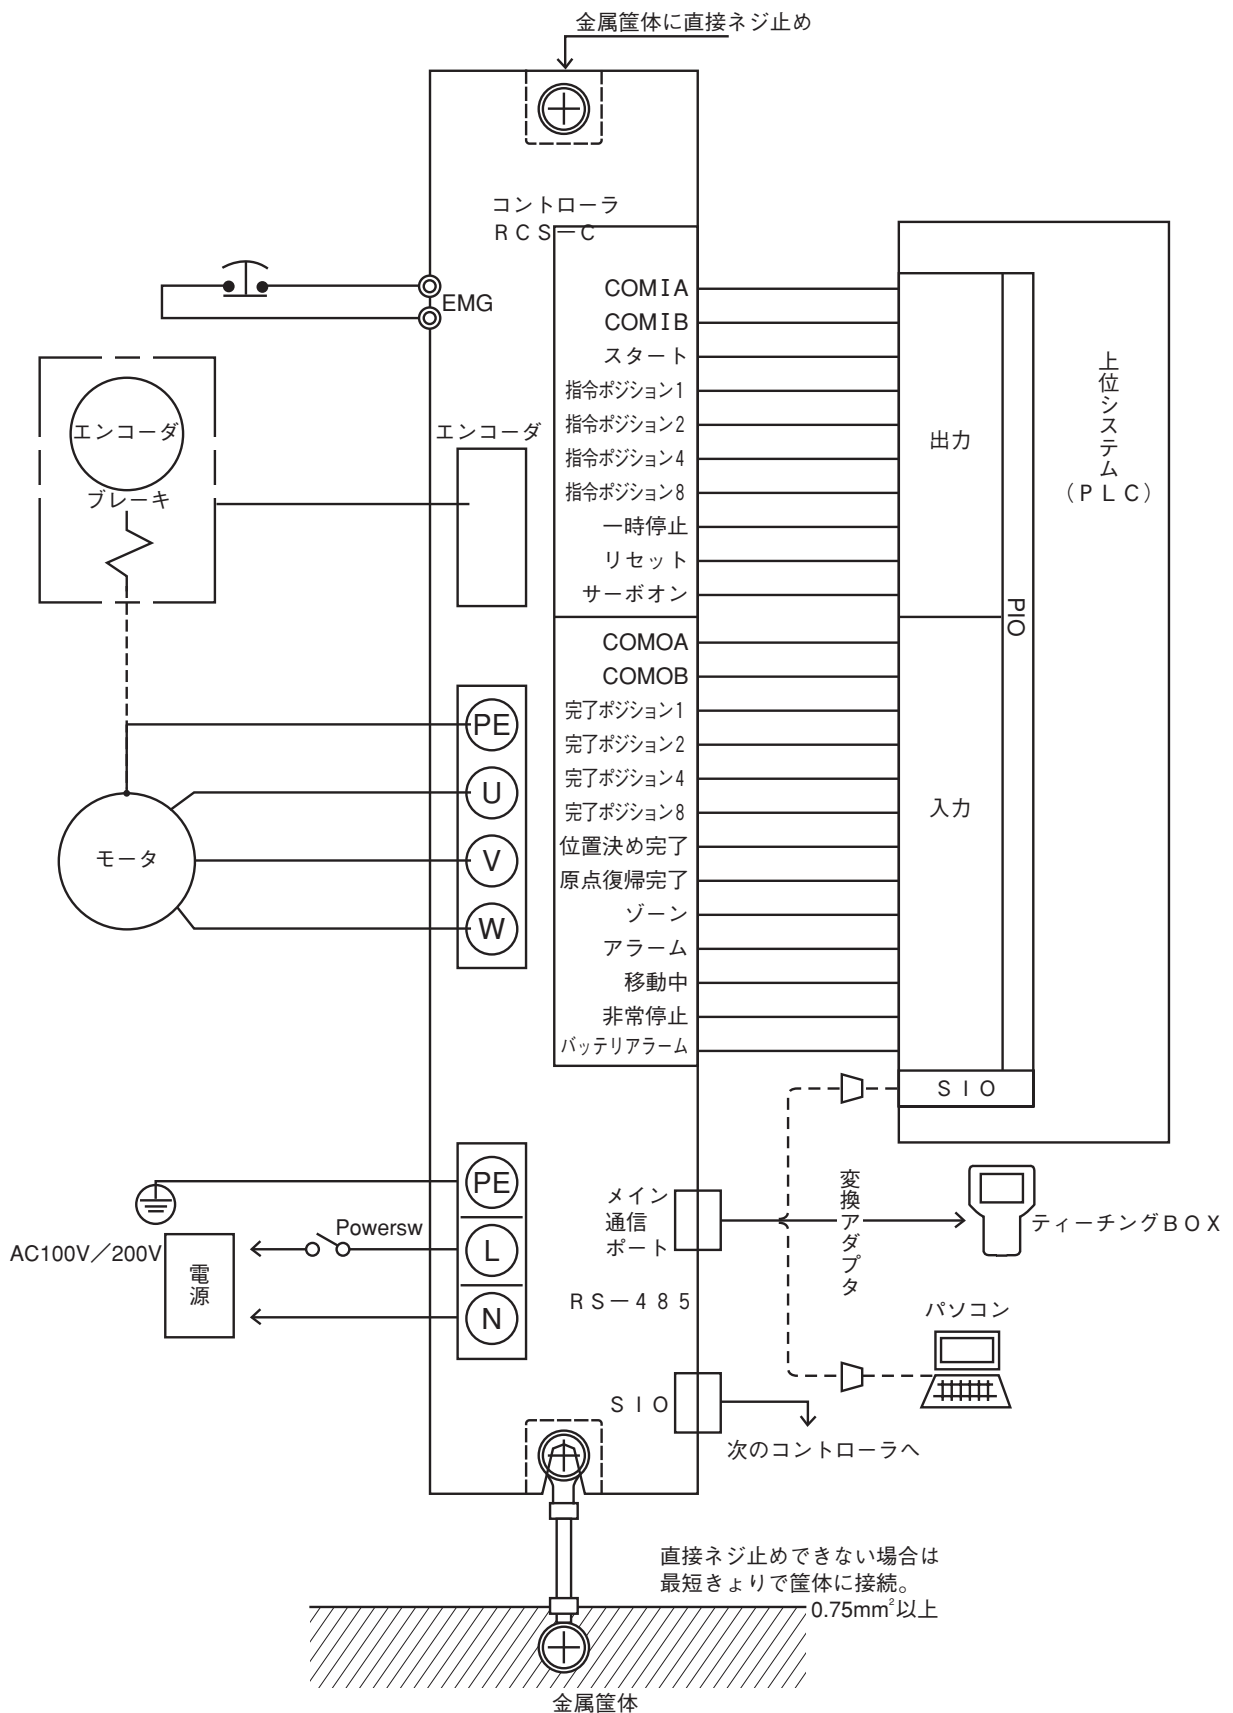 金属筐体に直接ネジ止め
コントローラ
RCS－C
EMG
エンコーダ
ブレーキ
エンコーダ
モータ
PE
U
V
W
COMIA
COMIB
スタート
指令ポジション1
指令ポジション2
指令ポジション4
指令ポジション8
一時停止
リセット
サーボオン
COMOA
COMOB
完了ポジション1
完了ポジション2
完了ポジション4
完了ポジション8
位置決め完了
原点復帰完了
ゾーン
アラーム
移動中
非常停止
バッテリアラーム
出力
入力
PIO
SIO
上位システム
（PLC）
PE
L
N
Powersw
AC100V／200V
電源
メイン
通信
ポート
RS－485
SIO
変換アダプタ
ティーチングBOX
パソコン
次のコントローラへ
直接ネジ止めできない場合は
最短きょりで筐体に接続。
0.75mm²以上
金属筐体